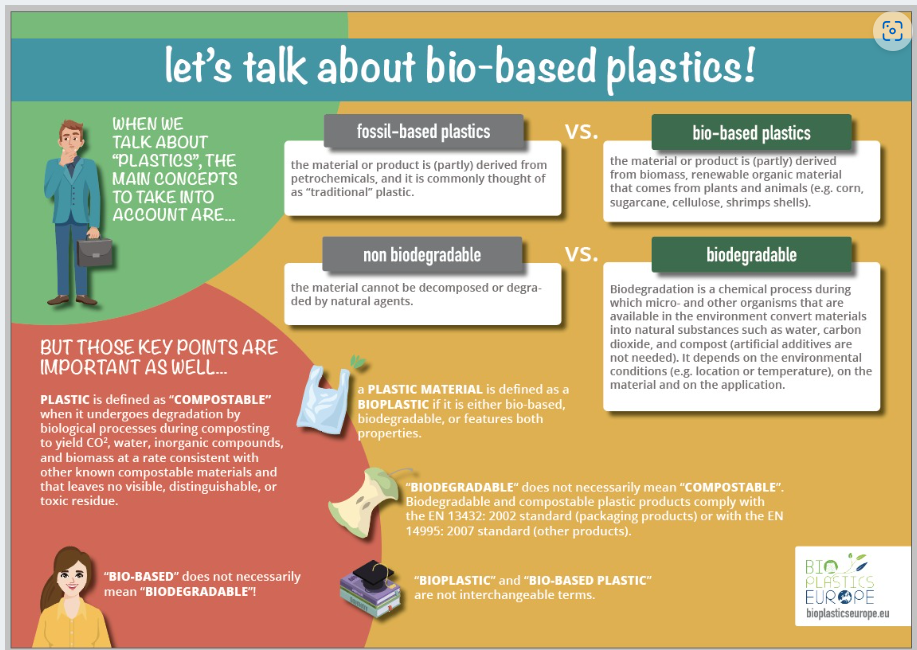 let's talk about bio-based plastics!
WHEN WE
TALK ABOUT
"PLASTICS", THE
MAIN CONCEPTS
TO TAKE INTO
ACCOUNT ARE...
fossil-based plastics
the material or product is (partly) derived from
petrochemicals, and it is commonly thought of
as "traditional" plastic.
VS.
bio-based plastics
the material or product is (partly) derived
from biomass, renewable organic material
that comes from plants and animals (e.g. corn,
sugarcane, cellulose, shrimps shells).
non biodegradable
the material cannot be decomposed or degra-
ded by natural agents.
VS.
biodegradable
Biodegradation is a chemical process during
which micro- and other organisms that are
available in the environment convert materials
into natural substances such as water, carbon
dioxide, and compost (artificial additives are
not needed). It depends on the environmental
conditions (e.g. location or temperature), on the
material and on the application.
BUT THOSE KEY POINTS ARE
IMPORTANT AS WELL...
PLASTIC is defined as "COMPOSTABLE"
when it undergoes degradation by
biological processes during composting
to yield CO², water, inorganic compounds,
and biomass at a rate consistent with
other known compostable materials and
that leaves no visible, distinguishable, or
toxic residue.
a PLASTIC MATERIAL is defined as a
BIOPLASTIC if it is either bio-based,
biodegradable, or features both
properties.
"BIODEGRADABLE" does not necessarily mean "COMPOSTABLE".
Biodegradable and compostable plastic products comply with
the EN 13432: 2002 standard (packaging products) or with the EN
14995: 2007 standard (other products).
"BIO-BASED" does not necessarily
mean "BIODEGRADABLE"!
"BIOPLASTIC" and "BIO-BASED PLASTIC"
are not interchangeable terms.
BIO
PLASTICS
EUROPE
bioplasticseurope.eu